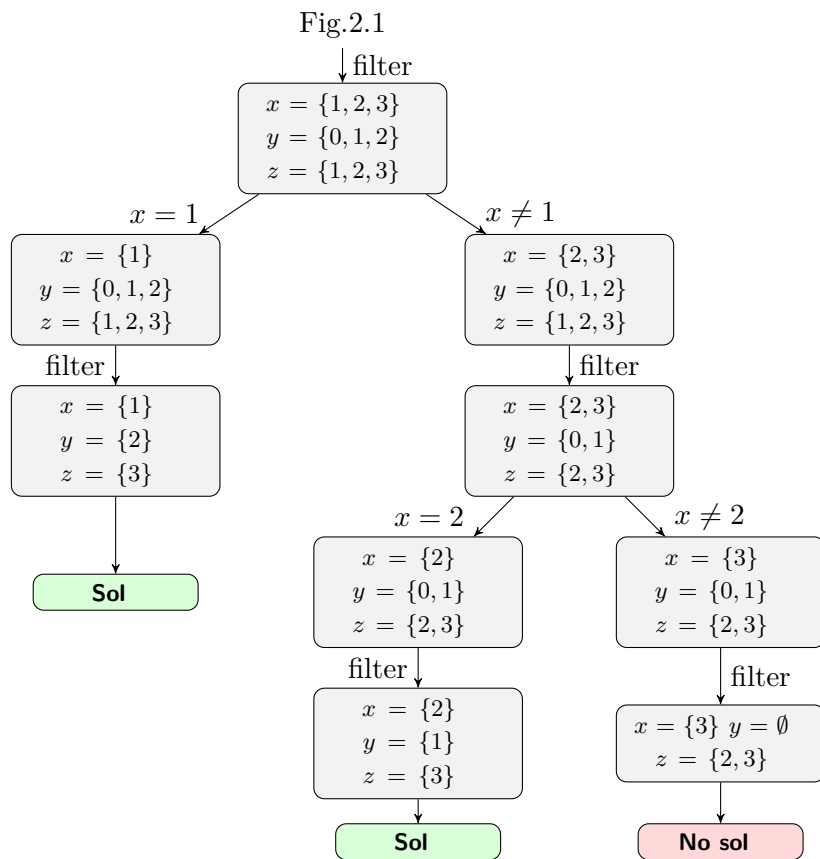 Fig.2.1
filter
x = {1, 2, 3}
y = {0, 1, 2}
z = {1, 2, 3}
x = 1
x ≠ 1
x = {1}
y = {0, 1, 2}
z = {1, 2, 3}
x = {2, 3}
y = {0, 1, 2}
z = {1, 2, 3}
filter
filter
x = {1}
y = {2}
z = {3}
x = {2, 3}
y = {0, 1}
z = {2, 3}
x = 2
x ≠ 2
Sol
x = {2}
y = {0, 1}
z = {2, 3}
x = {3}
y = {0, 1}
z = {2, 3}
filter
filter
x = {2}
y = {1}
z = {3}
x = {3} y = ∅
z = {2, 3}
Sol
No sol